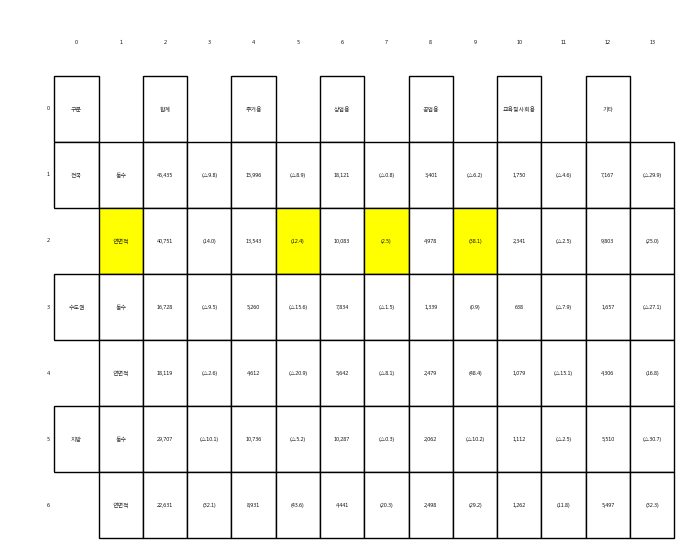 0 1 2 3 4 5 6 7 8 9 10 11 12 13
0 구분 합계 주거용 상업용 공업용 교육 및 사회용 기타
1 전국 동수 46,435 (△9.8) 15,996 (△8.9) 18,121 (△0.8) 3,401 (△6.2) 1,750 (△4.6) 7,167 (△29.9)
2 연면적 40,751 (14.0) 13,543 (12.4) 10,083 (2.5) 4,978 (38.1) 2,341 (△2.5) 9,803 (25.0)
3 수도권 동수 16,728 (△9.5) 5,260 (△15.6) 7,834 (△1.5) 1,339 (0.9) 638 (△7.9) 1,657 (△27.1)
4 연면적 18,119 (△2.6) 4,612 (△20.9) 5,642 (△8.1) 2,479 (48.4) 1,079 (△15.1) 4,306 (16.8)
5 지방 동수 29,707 (△10.1) 10,736 (△5.2) 10,287 (△0.3) 2,062 (△10.2) 1,112 (△2.5) 5,510 (△30.7)
6 연면적 22,631 (32.1) 8,931 (43.6) 4,441 (20.3) 2,498 (29.2) 1,262 (11.8) 5,497 (32.3)